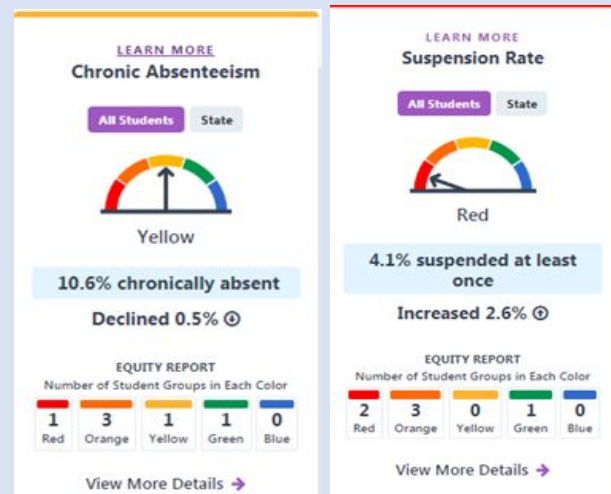 LEARN MORE
Chronic Absenteeism
All Students State
Yellow
10.6% chronically absent
Declined 0.5%
EQUITY REPORT
Number of Student Groups in Each Color
1 3 1 1 0
Red Orange Yellow Green Blue
View More Details →
LEARN MORE
Suspension Rate
All Students State
Red
4.1% suspended at least
once
Increased 2.6%
EQUITY REPORT
Number of Student Groups in Each Color
2 3 0 1 0
Red Orange Yellow Green Blue
View More Details →